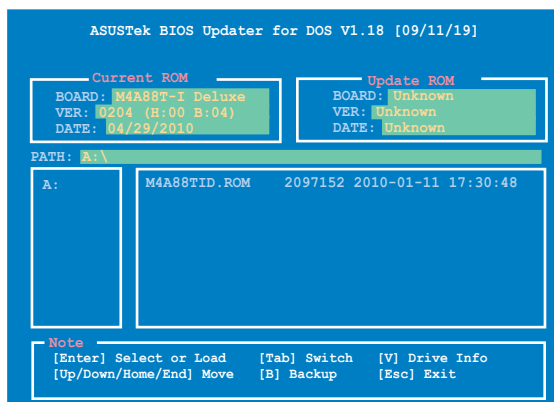 ASUSTek BIOS Updater for DOS V1.18 [09/11/19]
Current ROM
BOARD: M4A88T-I Deluxe
VER: 0204 (H:00 B:04)
DATE: 04/29/2010
Update ROM
BOARD: Unknown
VER: Unknown
DATE: Unknown
PATH: A:\
A:
M4A88TID.ROM 2097152 2010-01-11 17:30:48
Note
[Enter] Select or Load [Tab] Switch [V] Drive Info
[Up/Down/Home/End] Move [B] Backup [Esc] Exit